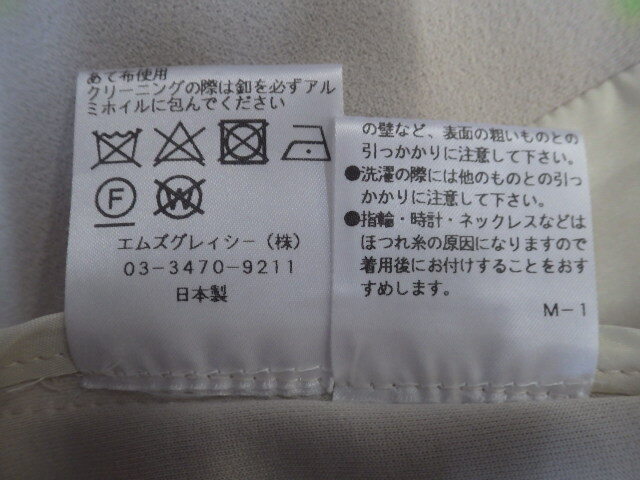 あて布使用
クリーニングの際は釦を必ずアル
ミホイルに包んでください
F
W
エムズグレィシー(株)
03-3470-9211
日本製
の壁など、表面の粗いものとの
引っかかりに注意して下さい。
●洗濯の際には他のものとの引っ
かかりに注意して下さい。
●指輪・時計・ネックレスなどは
ほつれ糸の原因になりますので
着用後にお付けすることをおす
すめします。
M-1